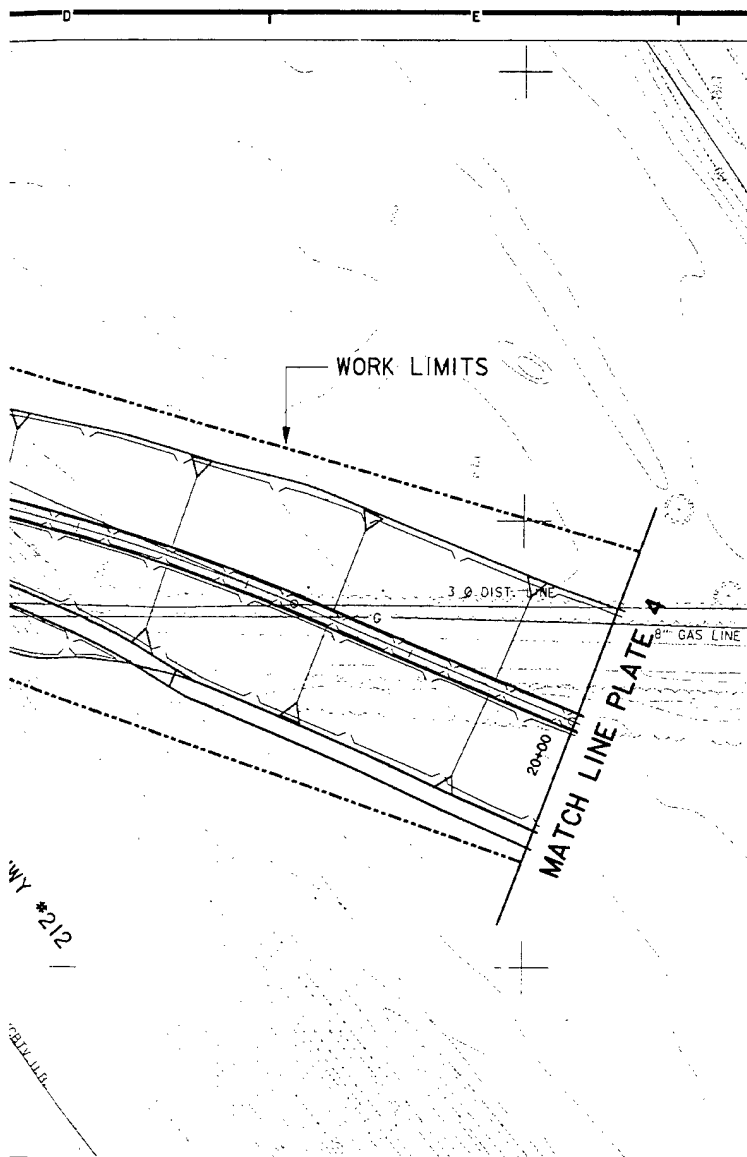 D
E
WORK LIMITS
3 Ø DIST. LINE
G
8" GAS LINE
20+00
MATCH LINE PLATE 4
WY #212